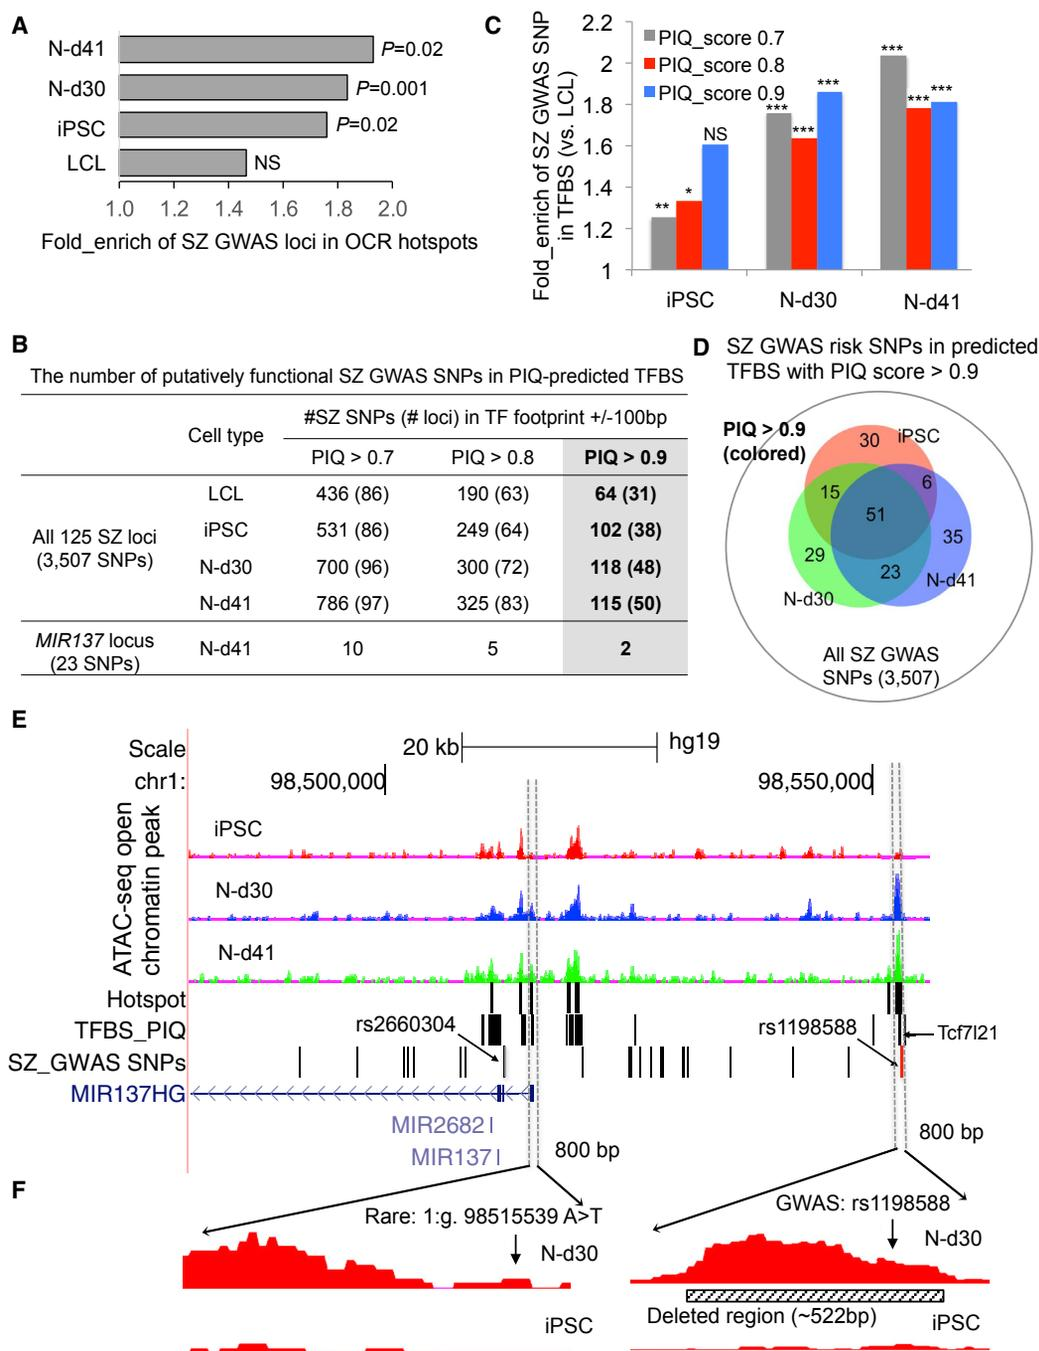 A
N-d41
P=0.02
N-d30
P=0.001
iPSC
P=0.02
LCL
NS
1.0 1.2 1.4 1.6 1.8 2.0
Fold_enrich of SZ GWAS loci in OCR hotspots
C
Fold_enrich of SZ GWAS SNP
in TFBS (vs. LCL)
2.2
2
1.8
1.6
1.4
1.2
1
PIQ_score 0.7
PIQ_score 0.8
PIQ_score 0.9
** * NS
*** *** ***
*** *** ***
iPSC N-d30 N-d41
B
The number of putatively functional SZ GWAS SNPs in PIQ-predicted TFBS
Cell type
#SZ SNPs (# loci) in TF footprint +/-100bp
PIQ > 0.7 PIQ > 0.8 PIQ > 0.9
All 125 SZ loci
(3,507 SNPs)
LCL 436 (86) 190 (63) 64 (31)
iPSC 531 (86) 249 (64) 102 (38)
N-d30 700 (96) 300 (72) 118 (48)
N-d41 786 (97) 325 (83) 115 (50)
MIR137 locus
(23 SNPs)
N-d41 10 5 2
D
SZ GWAS risk SNPs in predicted
TFBS with PIQ score > 0.9
PIQ > 0.9
(colored)
30 iPSC
15 6
51
29 35
23
N-d41
N-d30
All SZ GWAS
SNPs (3,507)
E
Scale 20 kb hg19
chr1: 98,500,000 98,550,000
ATAC-seq open
chromatin peak
iPSC
N-d30
N-d41
Hotspot
TFBS_PIQ rs2660304 rs1198588 Tcf7l21
SZ_GWAS SNPs
MIR137HG
MIR2682
MIR137
800 bp
800 bp
F
Rare: 1:g. 98515539 A>T
N-d30
iPSC
GWAS: rs1198588
N-d30
Deleted region (~522bp)
iPSC